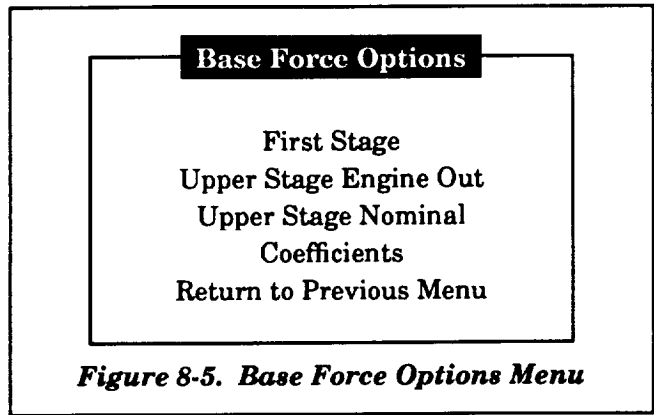 Base Force Options
First Stage
Upper Stage Engine Out
Upper Stage Nominal
Coefficients
Return to Previous Menu
Figure 8-5. Base Force Options Menu